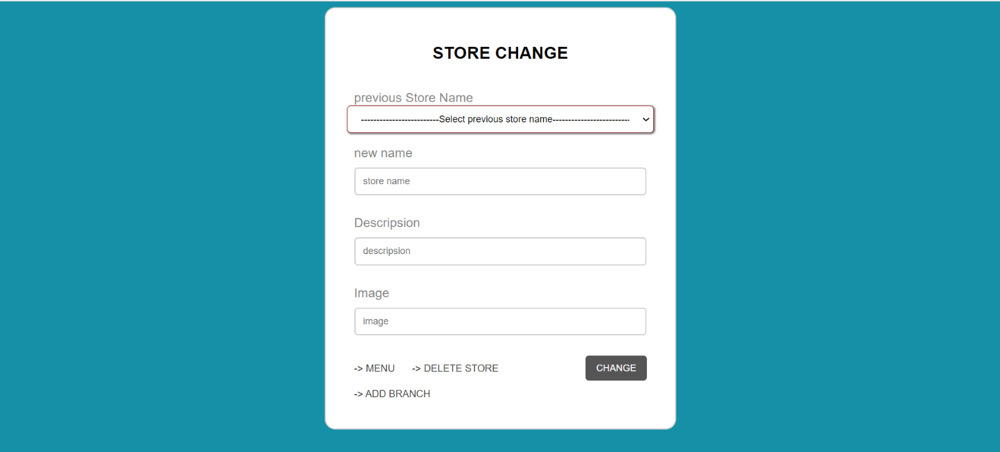 STORE CHANGE
previous Store Name
-------------------------Select previous store name-------------------------
new name
store name
Descripsion
descripsion
Image
image
-> MENU -> DELETE STORE CHANGE
-> ADD BRANCH